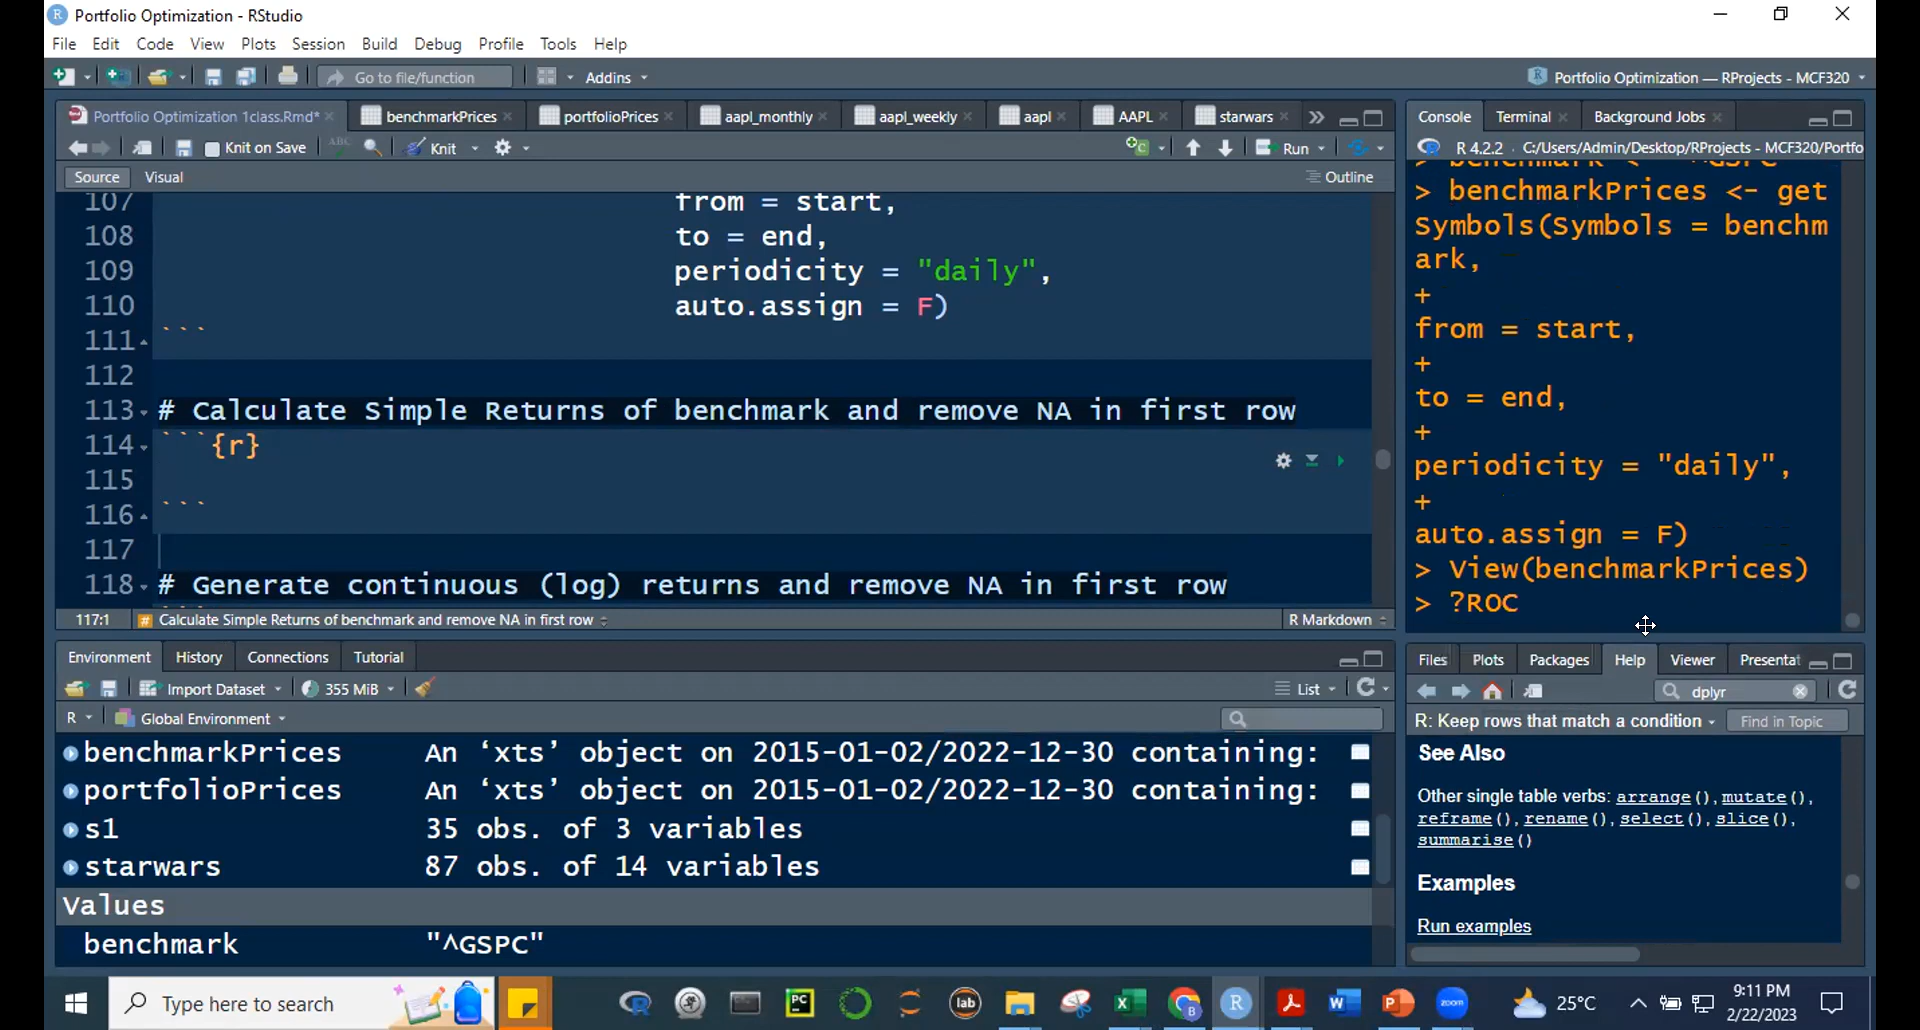 Portfolio Optimization - RStudio
File Edit Code View Plots Session Build Debug Profile Tools Help
Go to file/function Addins Portfolio Optimization — RProjects - MCF320
Portfolio Optimization 1class.Rmd* benchmarkPrices portfolioPrices aapl_monthly aapl_weekly aapl AAPL starwars
Knit on Save ABC Knit Run
Source Visual Outline
107 from = start,
108 to = end,
109 periodicity = "daily",
110 auto.assign = F)
111 ```
112
113 # Calculate Simple Returns of benchmark and remove NA in first row
114 ```{r}
115
116 ```
117
118 # Generate continuous (log) returns and remove NA in first row
117:1 # Calculate Simple Returns of benchmark and remove NA in first row R Markdown
Console Terminal Background Jobs
R 4.2.2 · C:/Users/Admin/Desktop/RProjects - MCF320/Portfo
> benchmark <- "^GSPC"
> benchmarkPrices <- get
Symbols(Symbols = benchm
ark,
+
from = start,
+
to = end,
+
periodicity = "daily",
+
auto.assign = F)
> View(benchmarkPrices)
> ?ROC
Environment History Connections Tutorial
Import Dataset 355 MiB List
R Global Environment
benchmarkPrices An ‘xts’ object on 2015-01-02/2022-12-30 containing:
portfolioPrices An ‘xts’ object on 2015-01-02/2022-12-30 containing:
s1 35 obs. of 3 variables
starwars 87 obs. of 14 variables
Values
benchmark "^GSPC"
Files Plots Packages Help Viewer Presentat
dplyr
R: Keep rows that match a condition Find in Topic
See Also
Other single table verbs: arrange(), mutate(),
reframe(), rename(), select(), slice(),
summarise()
Examples
Run examples
Type here to search PC lab zoom 25°C 9:11 PM
2/22/2023